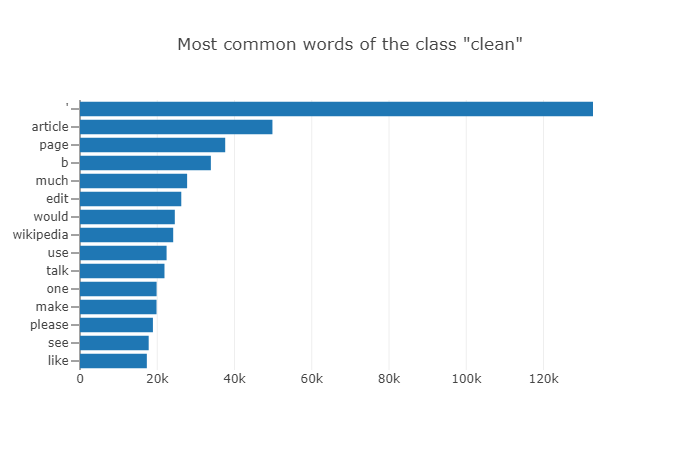 Most common words of the class "clean"
'
article
page
b
much
edit
would
wikipedia
use
talk
one
make
please
see
like
0 20k 40k 60k 80k 100k 120k